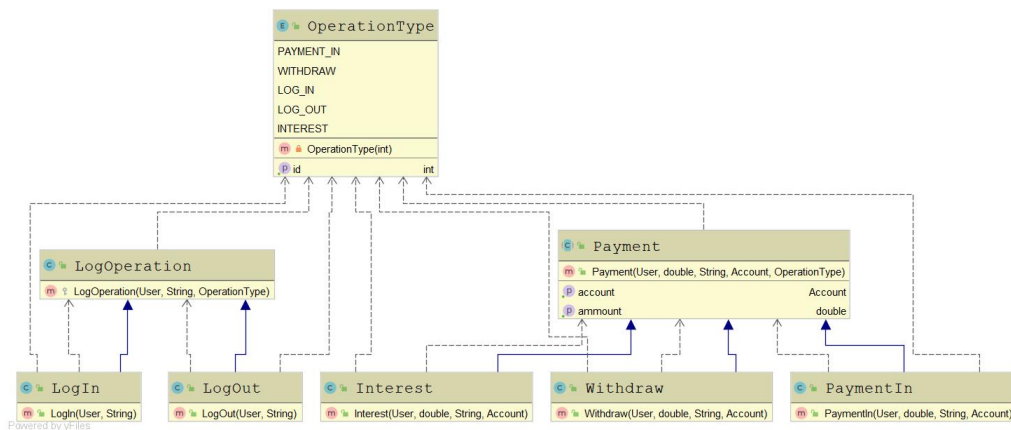 E OperationType
PAYMENT_IN
WITHDRAW
LOG_IN
LOG_OUT
INTEREST
m OperationType(int)
p id int
C LogOperation
m LogOperation(User, String, OperationType)
C Payment
m Payment(User, double, String, Account, OperationType)
p account Account
p ammount double
C LogIn
m LogIn(User, String)
C LogOut
m LogOut(User, String)
C Interest
m Interest(User, double, String, Account)
C Withdraw
m Withdraw(User, double, String, Account)
C PaymentIn
m PaymentIn(User, double, String, Account)
Powered by yFiles